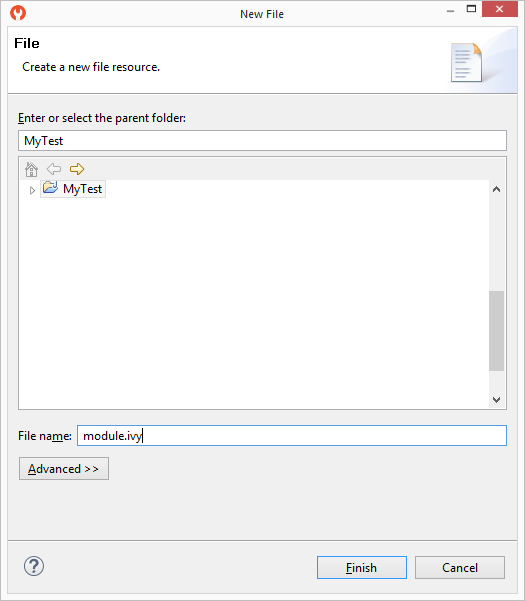 New File
File
Create a new file resource.
Enter or select the parent folder:
MyTest
MyTest
File name: module.ivy
Advanced >>
Finish Cancel